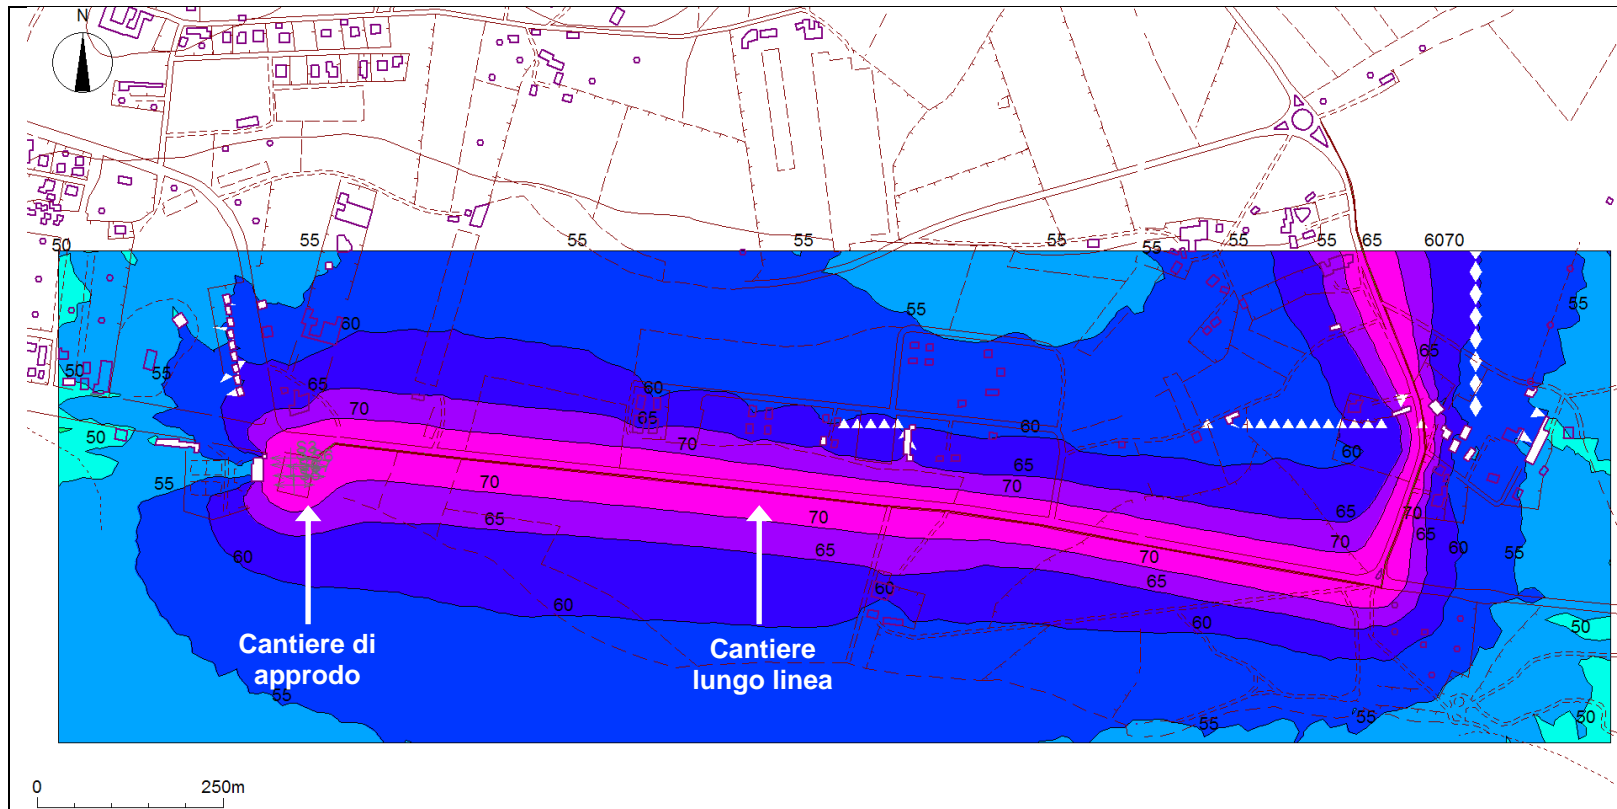 N
50 55 55 55 55 55 55 55 65 6070
55 55
60
50 55 65 65
60 65
70 65 70 60
50 60
65
70
55 70 70 65 70
65 65 70 65
60 70 65 60 55
65
60 60 60 50
Cantiere di
approdo
Cantiere
lungo linea
55 55 55 50
0 250m